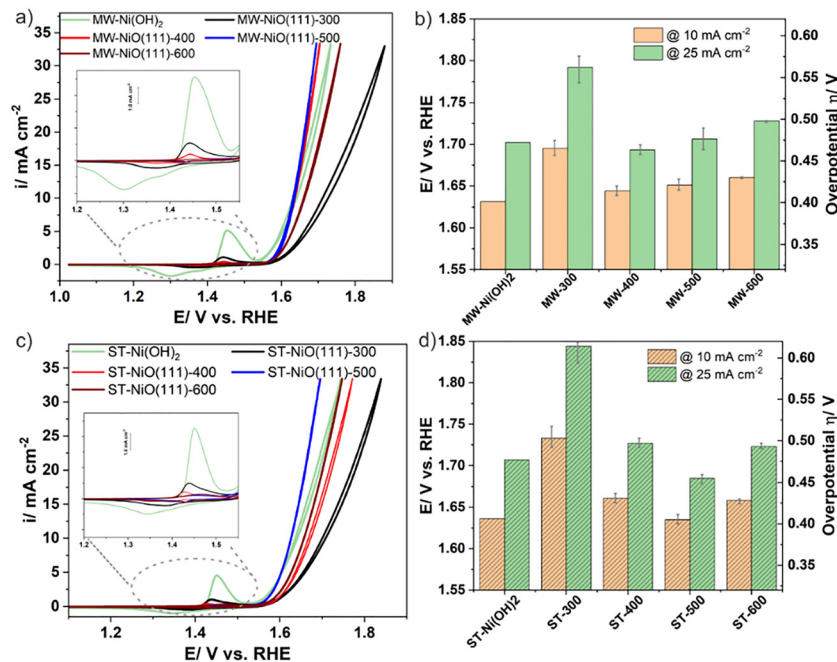 a)
MW-Ni(OH)2
MW-NiO(111)-300
MW-NiO(111)-400
MW-NiO(111)-500
MW-NiO(111)-600
i/ mA cm-2
35
30
25
20
15
10
5
0
1.0 mA cm-2
1.2 1.3 1.4 1.5
1.0 1.2 1.4 1.6 1.8
E/ V vs. RHE
b)
@ 10 mA cm-2
@ 25 mA cm-2
E/ V vs. RHE
1.85
1.80
1.75
1.70
1.65
1.60
1.55
0.60
0.55
0.50
0.45
0.40
0.35
0.30
Overpotential η/ V
MW-Ni(OH)2 MW-300 MW-400 MW-500 MW-600
c)
ST-Ni(OH)2
ST-NiO(111)-300
ST-NiO(111)-400
ST-NiO(111)-500
ST-NiO(111)-600
i/ mA cm-2
35
30
25
20
15
10
5
0
1.2 1.3 1.4 1.5
1.2 1.4 1.6 1.8
E/ V vs. RHE
d)
@ 10 mA cm-2
@ 25 mA cm-2
E/ V vs. RHE
1.85
1.80
1.75
1.70
1.65
1.60
1.55
0.60
0.55
0.50
0.45
0.40
0.35
Overpotential η/ V
ST-Ni(OH)2 ST-300 ST-400 ST-500 ST-600